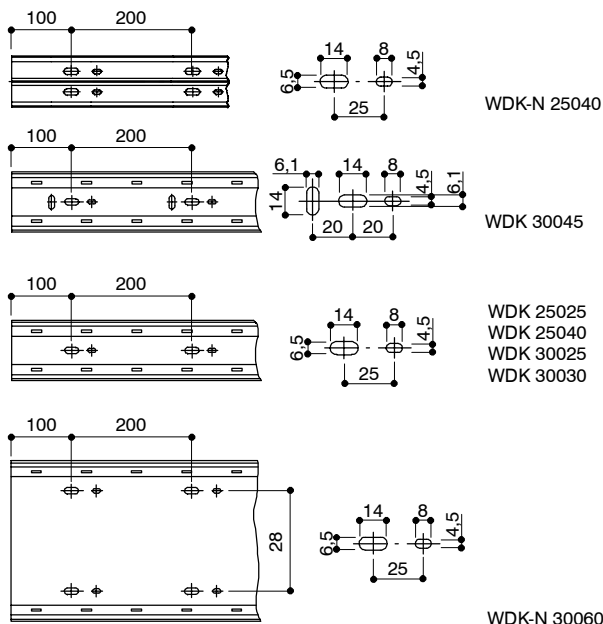 100 200 14 8 4,5
6,5
25
WDK-N 25040
100 200 6,1 14 8
14 4,5 6,1
20 20
WDK 30045
100 200 14 8 4,5
6,5
25
WDK 25025
WDK 25040
WDK 30025
WDK 30030
100 200
28
14 8 4,5
6,5
25
WDK-N 30060